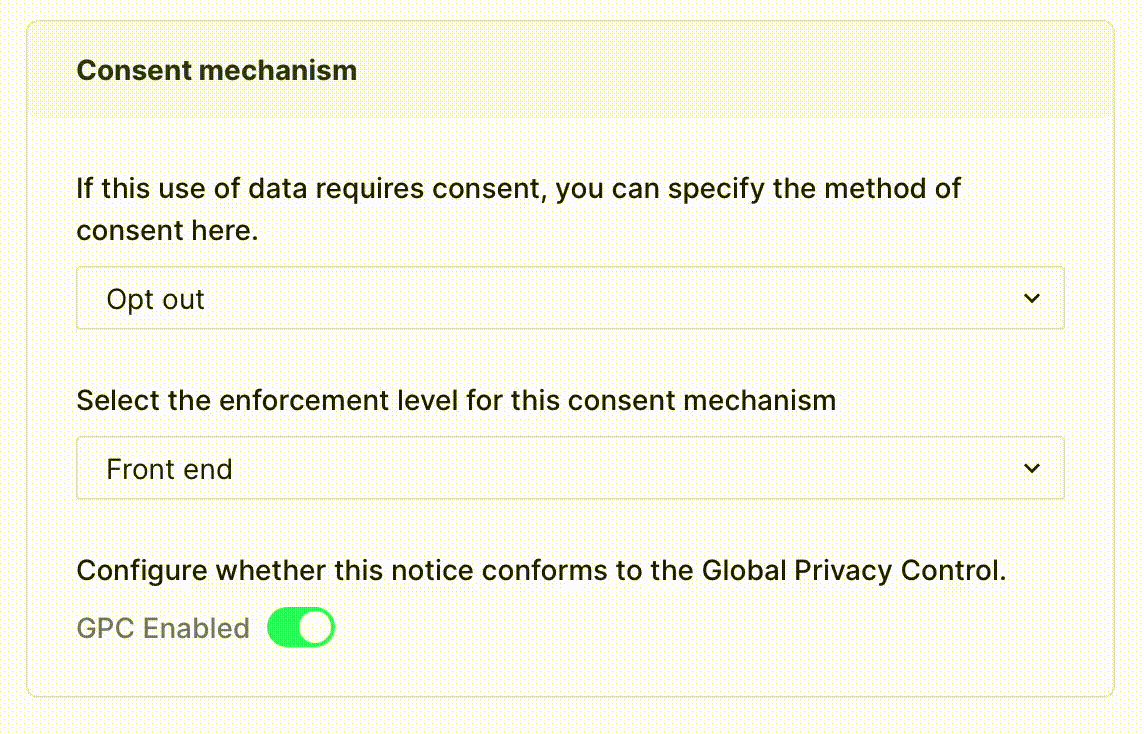 Consent mechanism
If this use of data requires consent, you can specify the method of
consent here.
Opt out
Select the enforcement level for this consent mechanism
Front end
Configure whether this notice conforms to the Global Privacy Control.
GPC Enabled